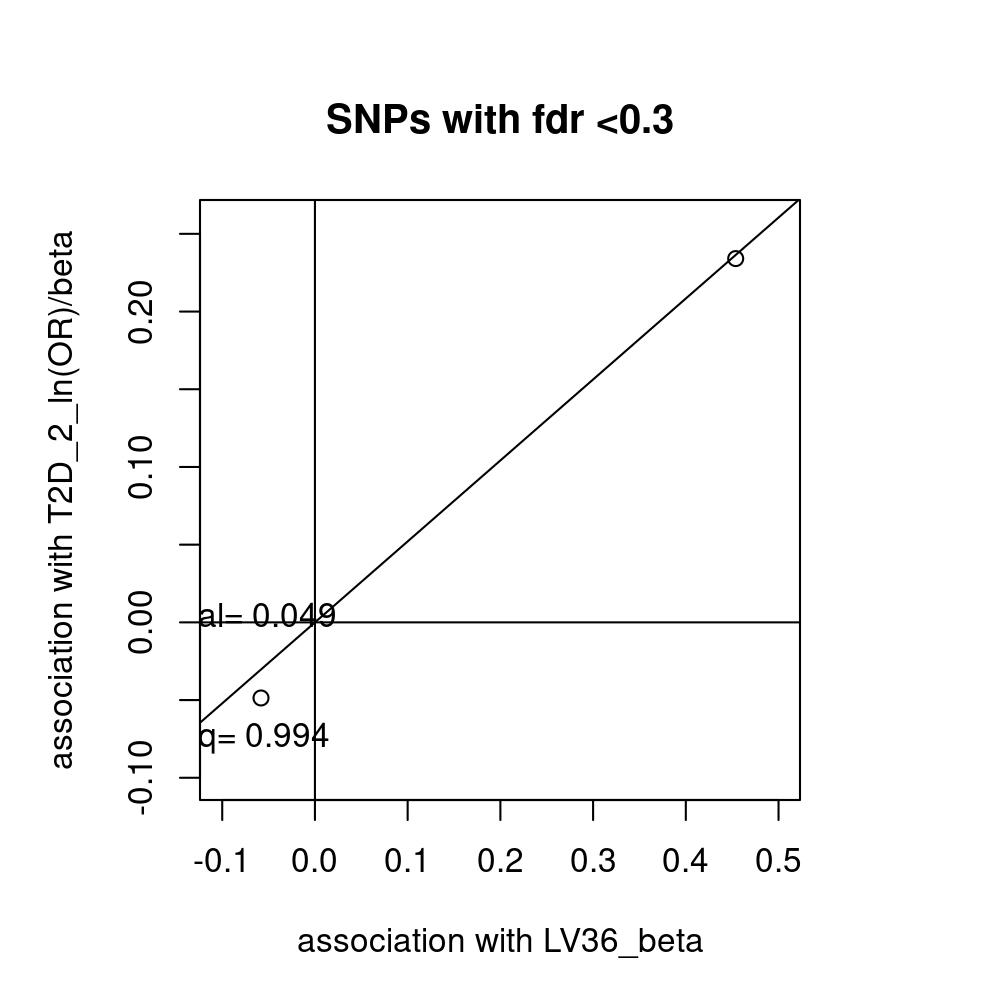 SNPs with fdr <0.3
association with T2D_2_ln(OR)/beta
0.20
0.10
0.00
-0.10
al= 0.049
q= 0.994
-0.1 0.0 0.1 0.2 0.3 0.4 0.5
association with LV36_beta